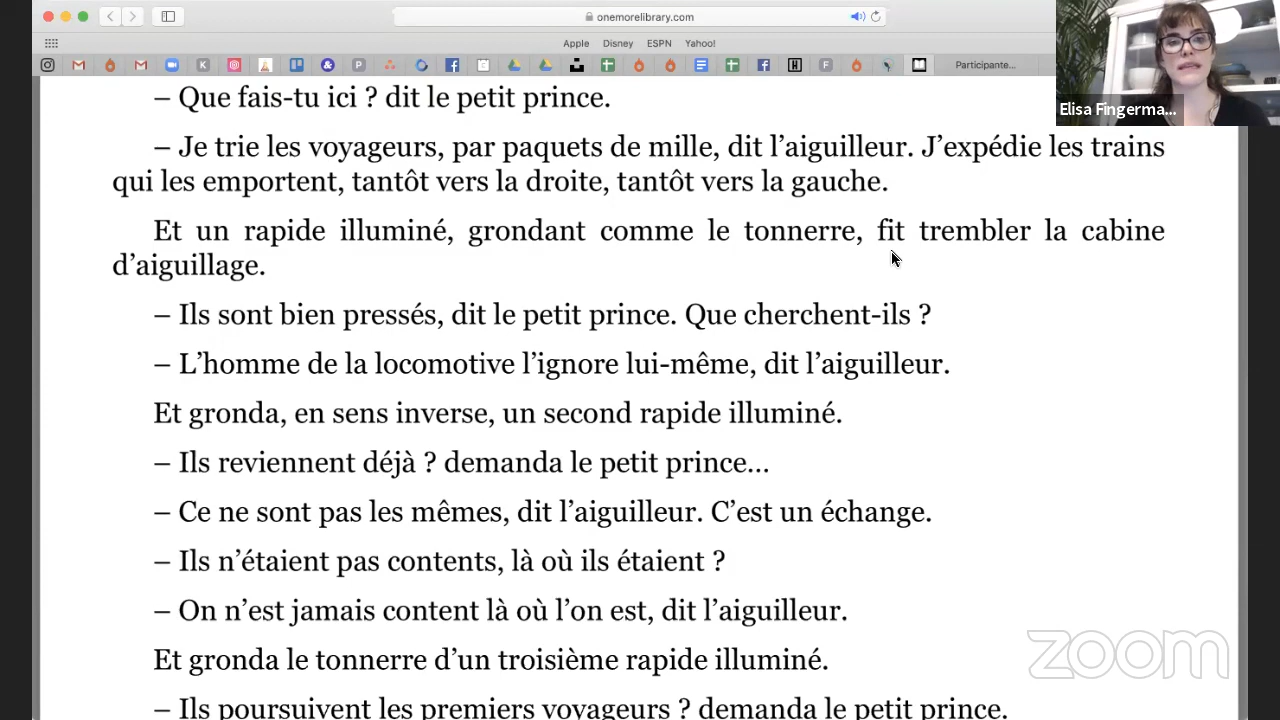 onemorelibrary.com
Apple Disney ESPN Yahoo!
Participante...
Elisa Fingerma...
– Que fais-tu ici ? dit le petit prince.
– Je trie les voyageurs, par paquets de mille, dit l’aiguilleur. J’expédie les trains
qui les emportent, tantôt vers la droite, tantôt vers la gauche.
Et un rapide illuminé, grondant comme le tonnerre, fit trembler la cabine
d’aiguillage.
– Ils sont bien pressés, dit le petit prince. Que cherchent-ils ?
– L’homme de la locomotive l’ignore lui-même, dit l’aiguilleur.
Et gronda, en sens inverse, un second rapide illuminé.
– Ils reviennent déjà ? demanda le petit prince…
– Ce ne sont pas les mêmes, dit l’aiguilleur. C’est un échange.
– Ils n’étaient pas contents, là où ils étaient ?
– On n’est jamais content là où l’on est, dit l’aiguilleur.
Et gronda le tonnerre d’un troisième rapide illuminé.
– Ils poursuivent les premiers voyageurs ? demanda le petit prince.
zoom